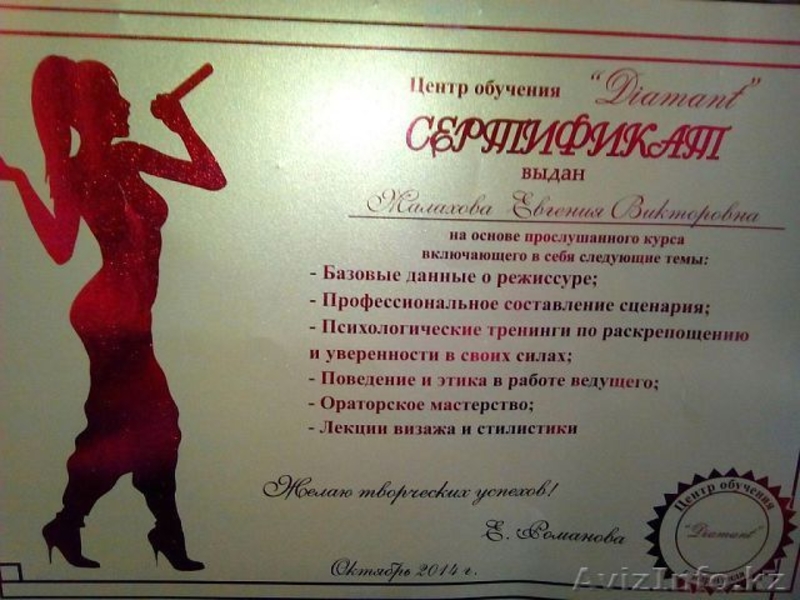 Центр обучения "Diamant"
СЕРТИФИКАТ
выдан
Малахова Евгения Викторовна
на основе прослушанного курса
включающего в себя следующие темы:
- Базовые данные о режиссуре;
- Профессиональное составление сценария;
- Психологические тренинги по раскрепощению
и уверенности в своих силах;
- Поведение и этика в работе ведущего;
- Ораторское мастерство;
- Лекции визажа и стилистики
Желаю творческих успехов!
Е. Романова
Октябрь 2014 г.
Центр обучения
"Diamant"
AvizInfo.kz